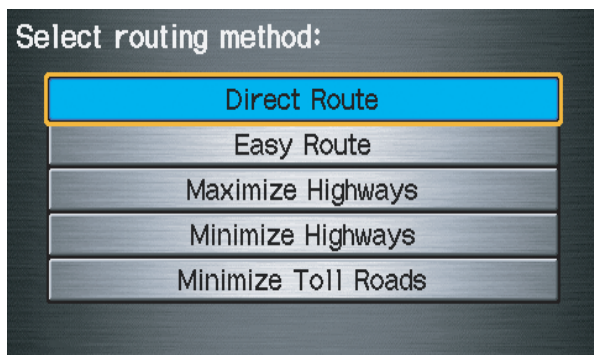 Select routing method:
Direct Route
Easy Route
Maximize Highways
Minimize Highways
Minimize Toll Roads